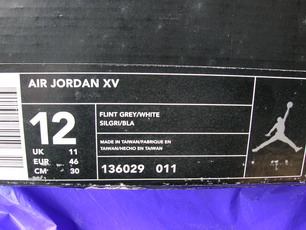 AIR JORDAN XV
12
UK 11
EUR 46
CM 30
FLINT GREY/WHITE
SILGRI/BLA
MADE IN TAIWAN/FABRIQUE EN
TAIWAN/HECHO EN TAIWAN
136029 011